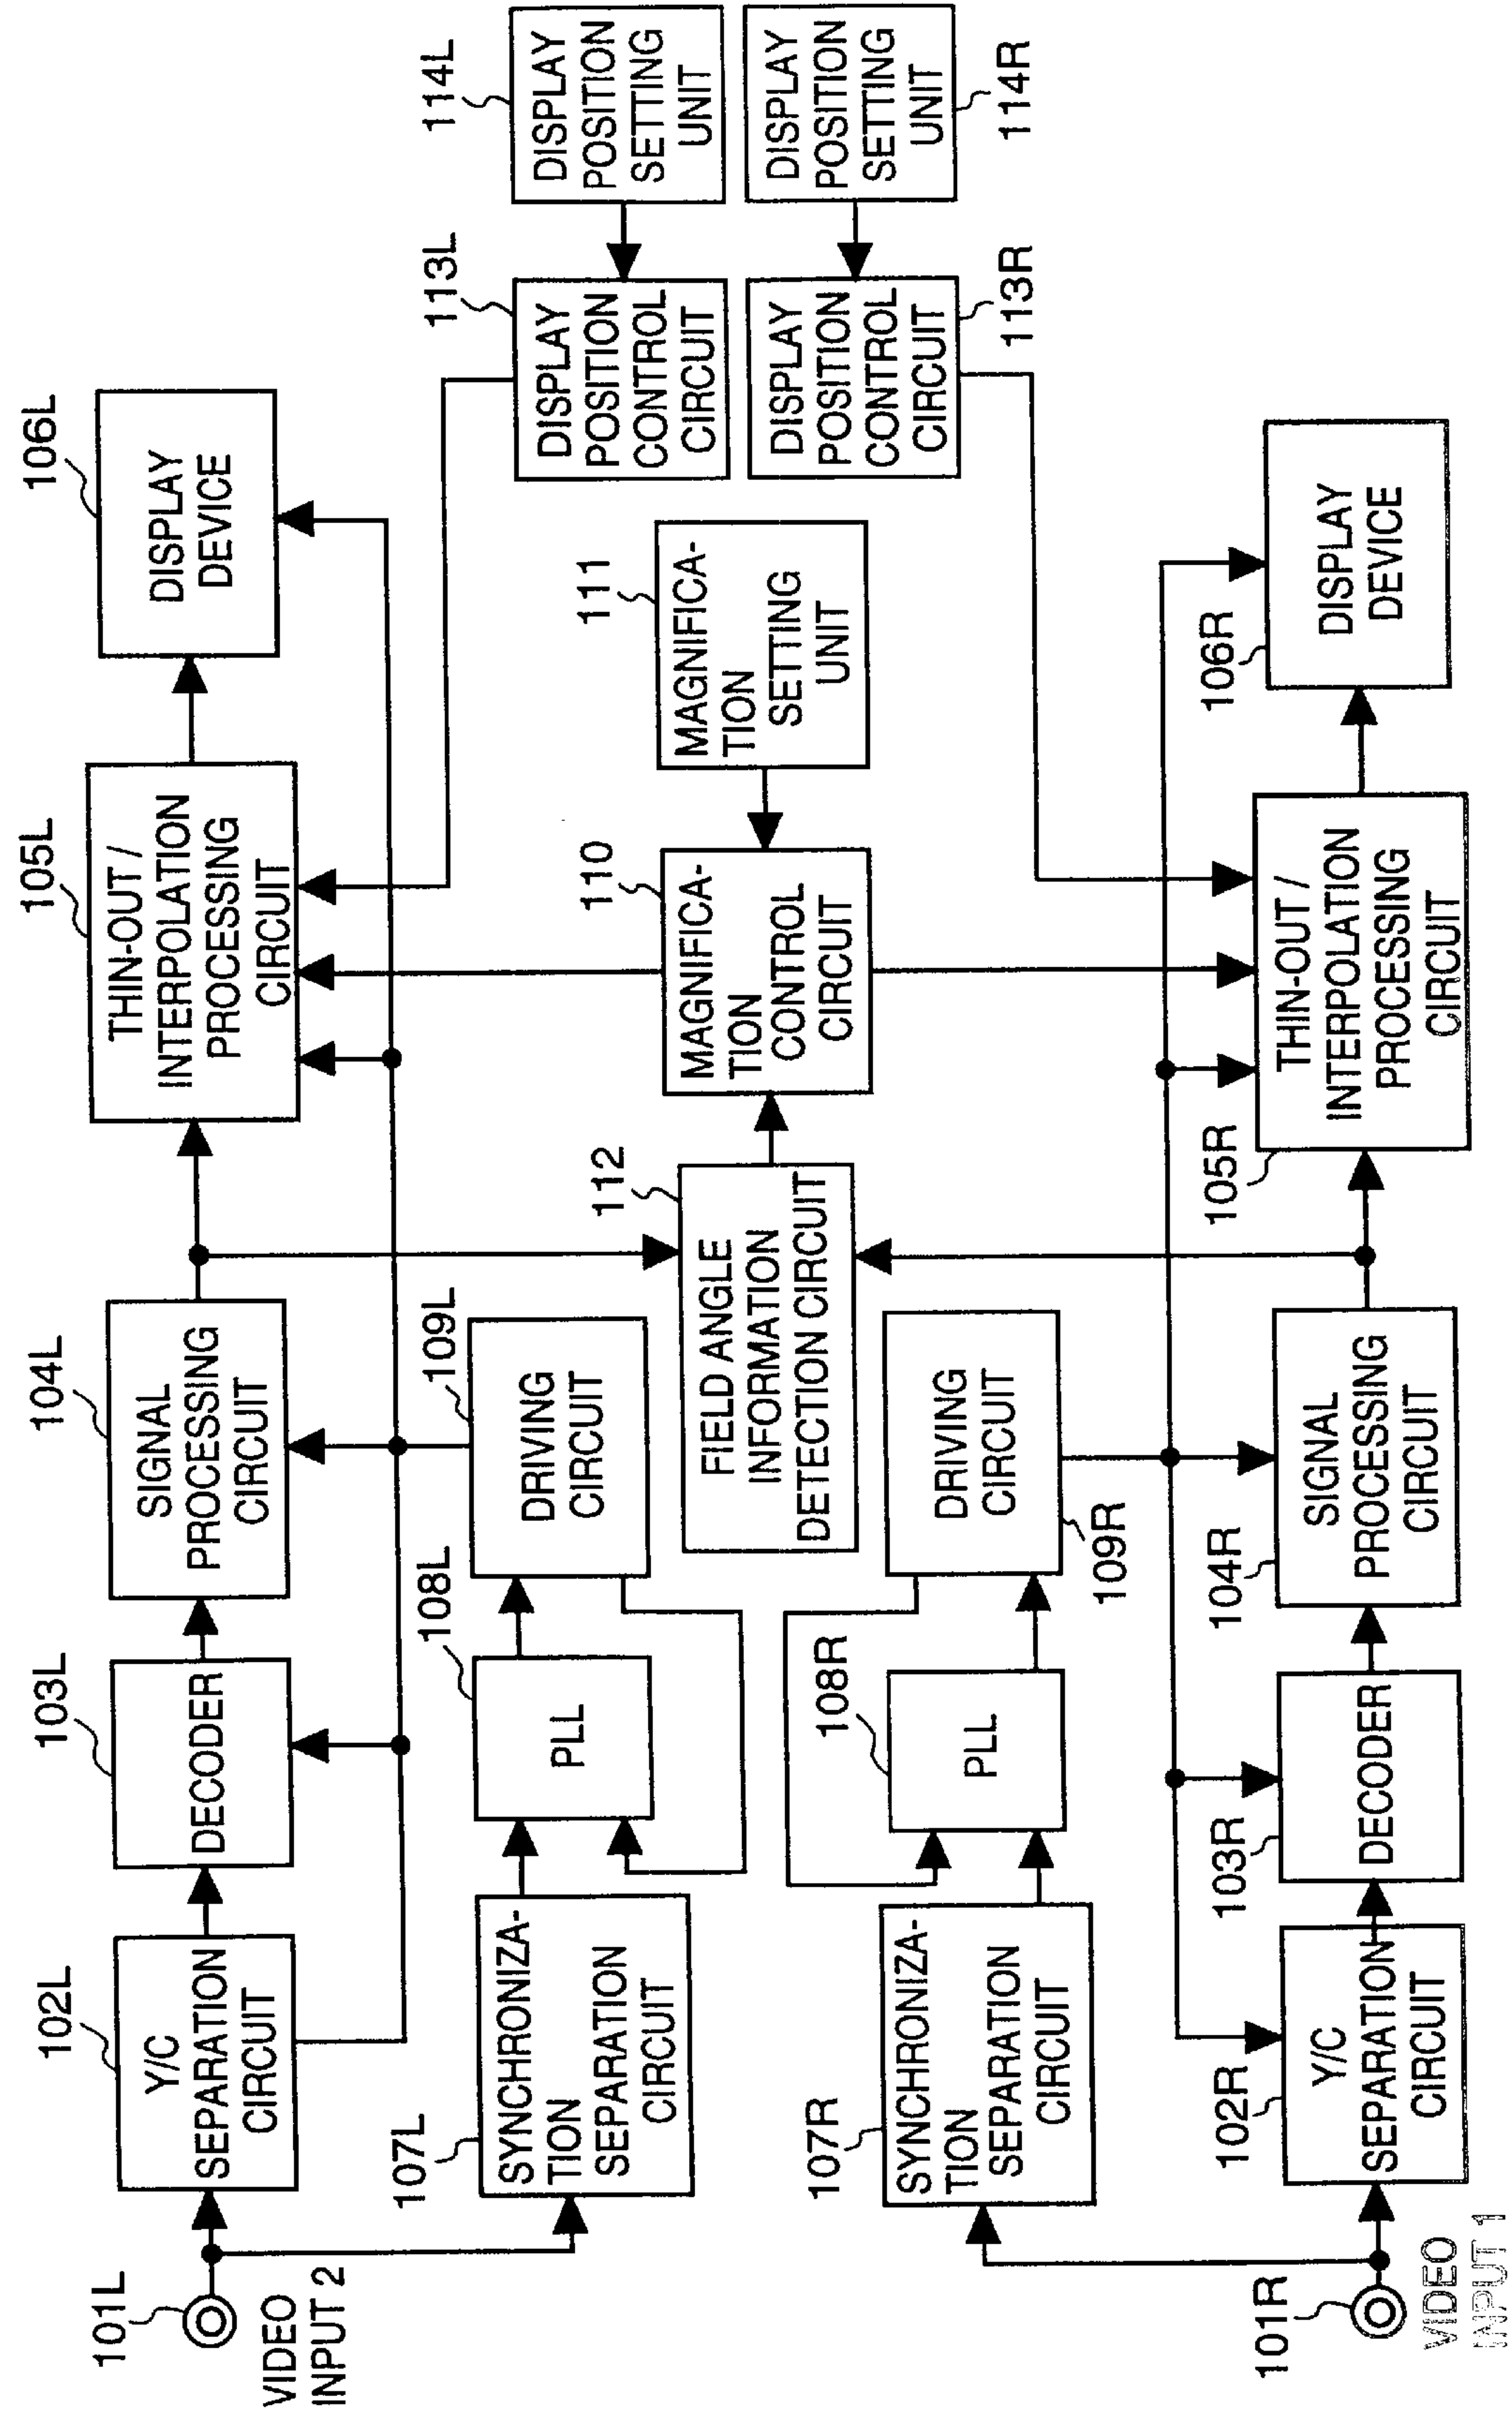 101L
VIDEO
INPUT 2
102L
Y/C
SEPARATION
CIRCUIT
103L
DECODER
104L
SIGNAL
PROCESSING
CIRCUIT
105L
THIN-OUT /
INTERPOLATION
PROCESSING
CIRCUIT
106L
DISPLAY
DEVICE
107L
SYNCHRONIZA-
TION
SEPARATION
CIRCUIT
108L
PLL
109L
DRIVING
CIRCUIT
112
FIELD ANGLE
INFORMATION
DETECTION CIRCUIT
110
MAGNIFICA-
TION
CONTROL
CIRCUIT
111
MAGNIFICA-
TION
SETTING
UNIT
113L
DISPLAY
POSITION
CONTROL
CIRCUIT
114L
DISPLAY
POSITION
SETTING
UNIT
DISPLAY
POSITION
CONTROL
CIRCUIT
113R
DISPLAY
POSITION
SETTING
UNIT
114R
107R
SYNCHRONIZA-
TION
SEPARATION
CIRCUIT
108R
PLL
DRIVING
CIRCUIT
109R
101R
VIDEO
INPUT 1
102R
Y/C
SEPARATION
CIRCUIT
103R
DECODER
104R
SIGNAL
PROCESSING
CIRCUIT
105R
THIN-OUT /
INTERPOLATION
PROCESSING
CIRCUIT
106R
DISPLAY
DEVICE